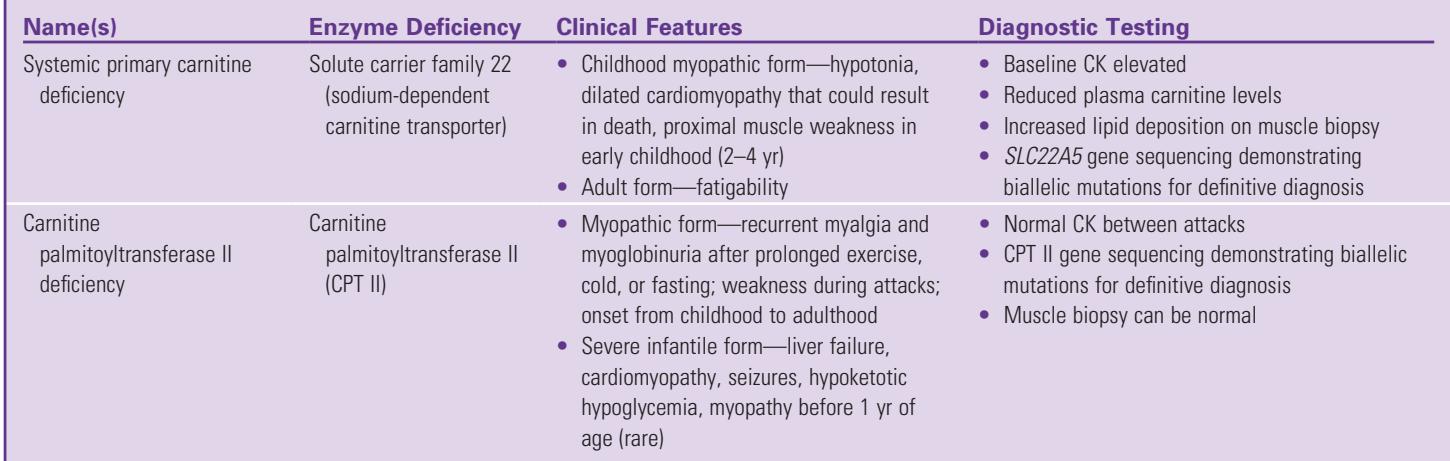 Name(s) Enzyme Deficiency Clinical Features Diagnostic Testing
Systemic primary carnitine
deficiency
Solute carrier family 22
(sodium-dependent
carnitine transporter)
• Childhood myopathic form—hypotonia,
dilated cardiomyopathy that could result
in death, proximal muscle weakness in
early childhood (2–4 yr)
• Adult form—fatigability
• Baseline CK elevated
• Reduced plasma carnitine levels
• Increased lipid deposition on muscle biopsy
• SLC22A5 gene sequencing demonstrating
biallelic mutations for definitive diagnosis
Carnitine
palmitoyltransferase II
deficiency
Carnitine
palmitoyltransferase II
(CPT II)
• Myopathic form—recurrent myalgia and
myoglobinuria after prolonged exercise,
cold, or fasting; weakness during attacks;
onset from childhood to adulthood
• Severe infantile form—liver failure,
cardiomyopathy, seizures, hypoketotic
hypoglycemia, myopathy before 1 yr of
age (rare)
• Normal CK between attacks
• CPT II gene sequencing demonstrating biallelic
mutations for definitive diagnosis
• Muscle biopsy can be normal